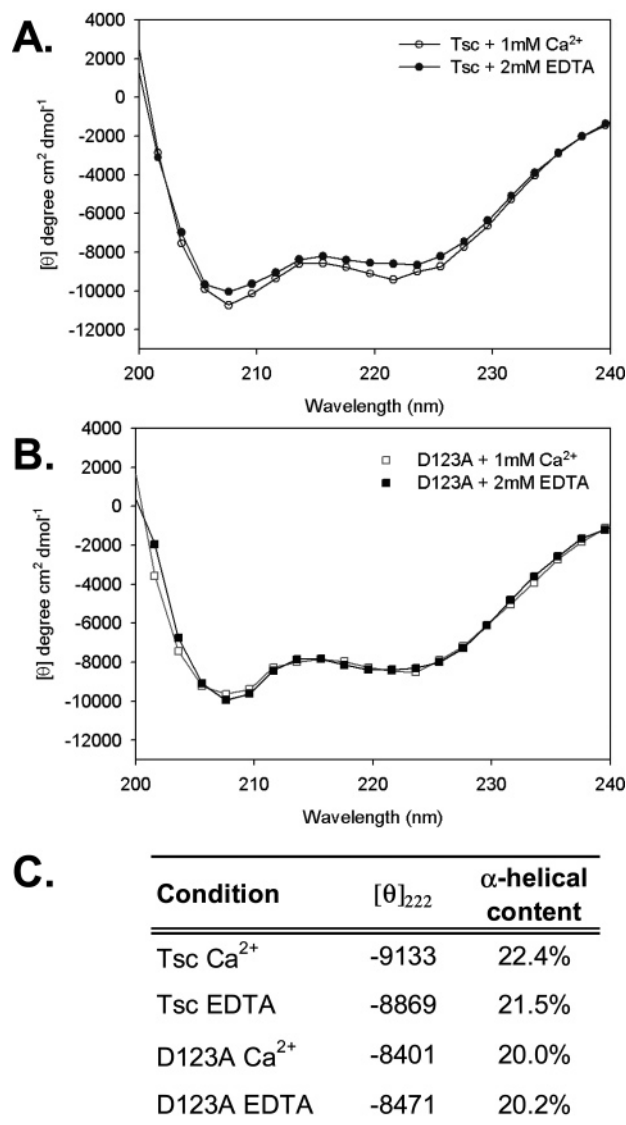 A.
Tsc + 1mM Ca²⁺
Tsc + 2mM EDTA
4000
2000
0
-2000
-4000
-6000
-8000
-10000
-12000
[θ] degree cm² dmol⁻¹
200 210 220 230 240
Wavelength (nm)
B.
D123A + 1mM Ca²⁺
D123A + 2mM EDTA
4000
2000
0
-2000
-4000
-6000
-8000
-10000
-12000
[θ] degree cm² dmol⁻¹
200 210 220 230 240
Wavelength (nm)
C.
Condition [θ]₂₂₂ α-helical content
Tsc Ca²⁺ -9133 22.4%
Tsc EDTA -8869 21.5%
D123A Ca²⁺ -8401 20.0%
D123A EDTA -8471 20.2%